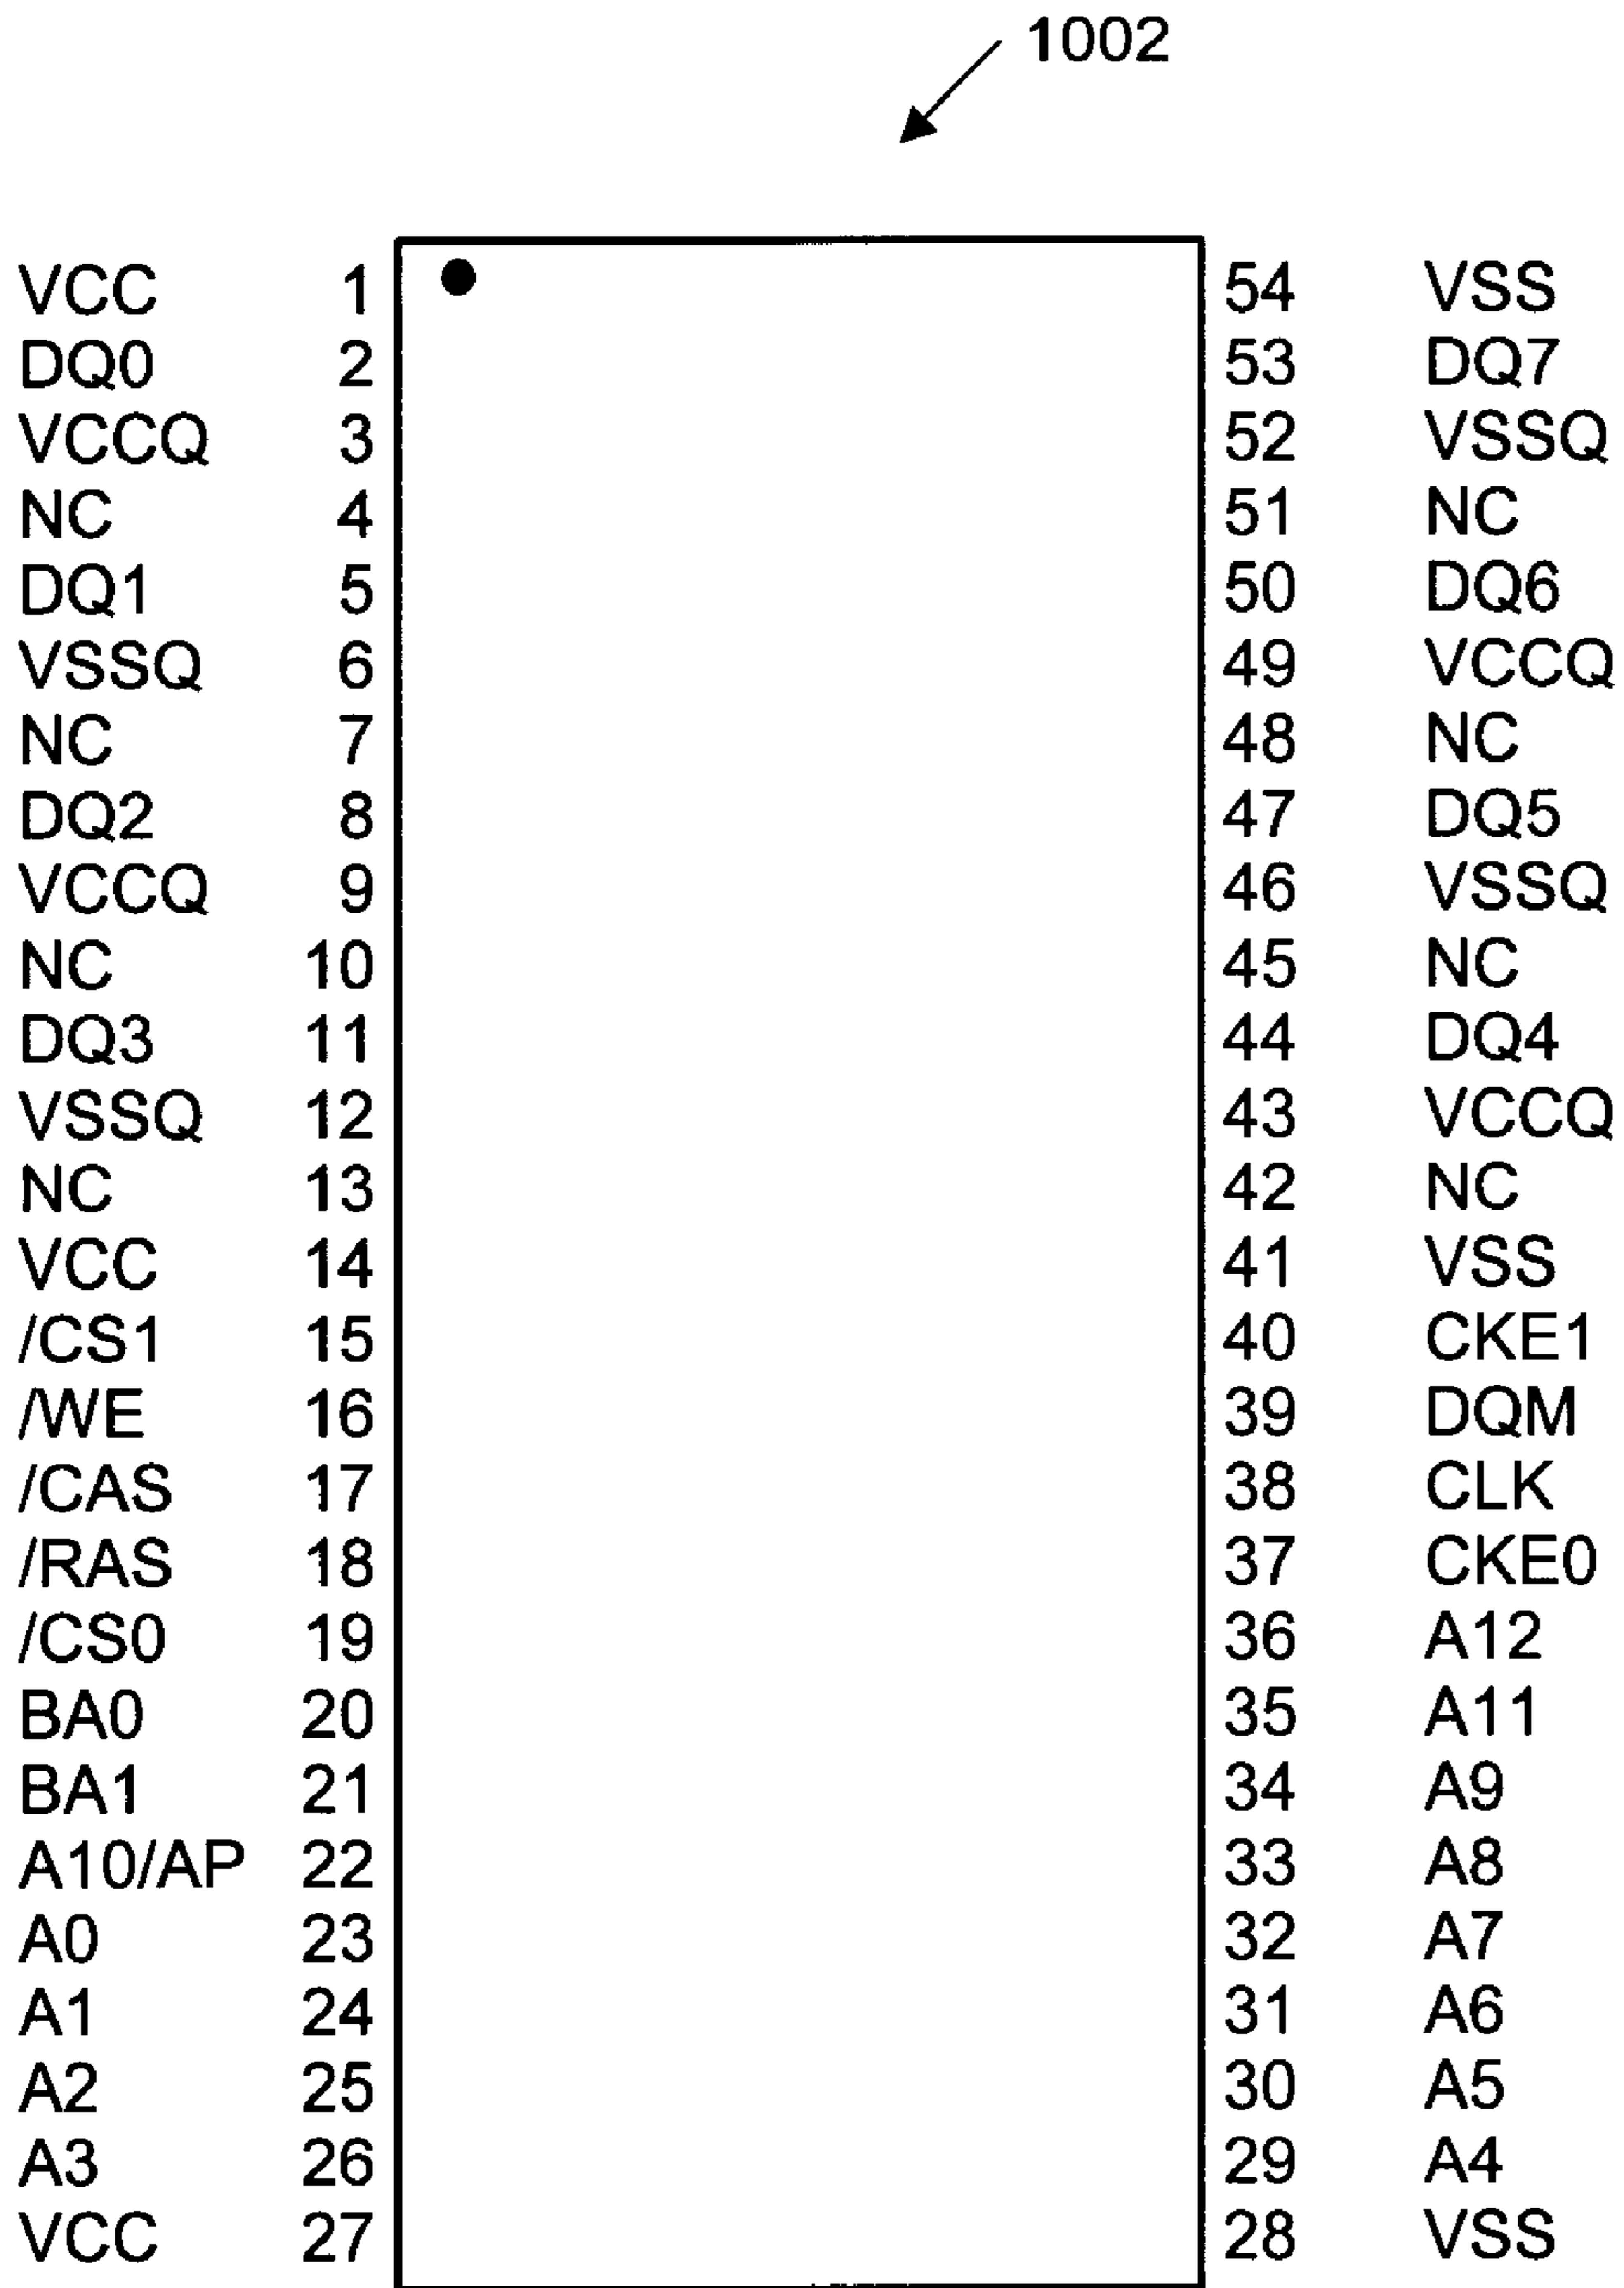 1002
VCC 1 54 VSS
DQ0 2 53 DQ7
VCCQ 3 52 VSSQ
NC 4 51 NC
DQ1 5 50 DQ6
VSSQ 6 49 VCCQ
NC 7 48 NC
DQ2 8 47 DQ5
VCCQ 9 46 VSSQ
NC 10 45 NC
DQ3 11 44 DQ4
VSSQ 12 43 VCCQ
NC 13 42 NC
VCC 14 41 VSS
/CS1 15 40 CKE1
/WE 16 39 DQM
/CAS 17 38 CLK
/RAS 18 37 CKE0
/CS0 19 36 A12
BA0 20 35 A11
BA1 21 34 A9
A10/AP 22 33 A8
A0 23 32 A7
A1 24 31 A6
A2 25 30 A5
A3 26 29 A4
VCC 27 28 VSS